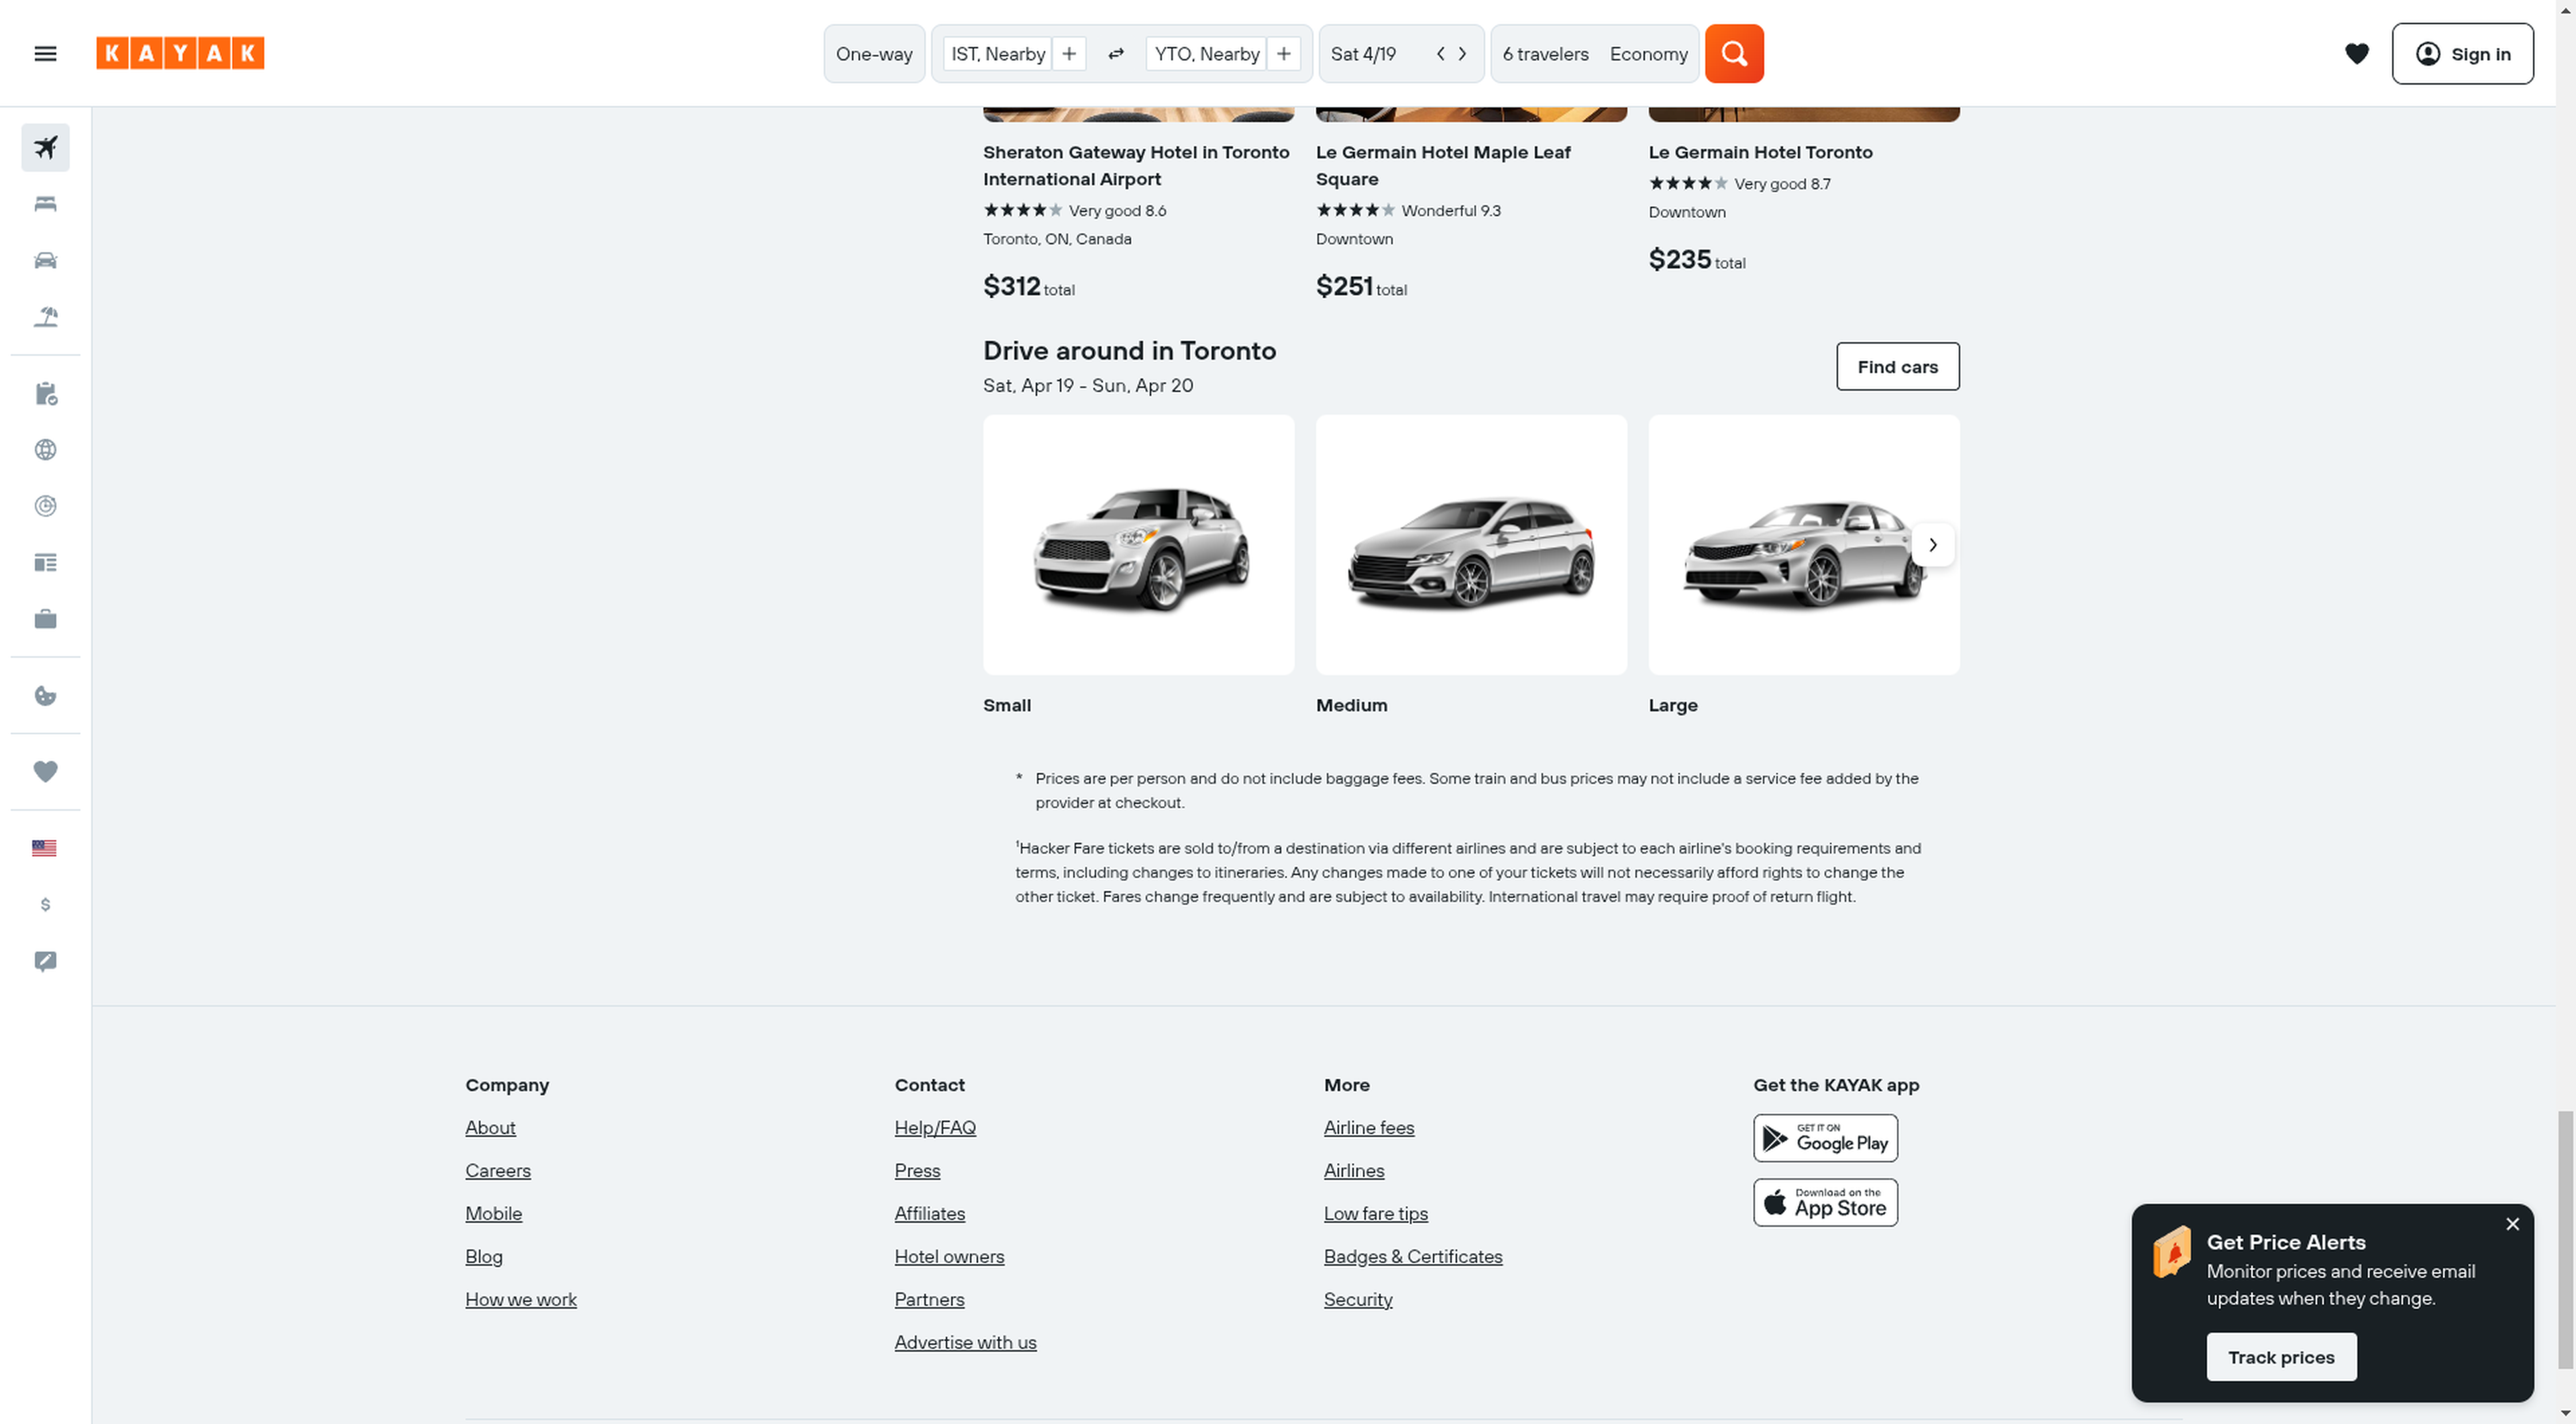 KAYAK
One-way
IST, Nearby
YTO, Nearby
Sat 4/19
6 travelers Economy
Sign in
Sheraton Gateway Hotel in Toronto
International Airport
Very good 8.6
Toronto, ON, Canada
$312 total
Le Germain Hotel Maple Leaf
Square
Wonderful 9.3
Downtown
$251 total
Le Germain Hotel Toronto
Very good 8.7
Downtown
$235 total
Drive around in Toronto
Sat, Apr 19 - Sun, Apr 20
Find cars
Small
Medium
Large
* Prices are per person and do not include baggage fees. Some train and bus prices may not include a service fee added by the
provider at checkout.
¹Hacker Fare tickets are sold to/from a destination via different airlines and are subject to each airline's booking requirements and
terms, including changes to itineraries. Any changes made to one of your tickets will not necessarily afford rights to change the
other ticket. Fares change frequently and are subject to availability. International travel may require proof of return flight.
$
Company
About
Careers
Mobile
Blog
How we work
Contact
Help/FAQ
Press
Affiliates
Hotel owners
Partners
Advertise with us
More
Airline fees
Airlines
Low fare tips
Badges & Certificates
Security
Get the KAYAK app
GET IT ON
Google Play
Download on the
App Store
Get Price Alerts
Monitor prices and receive email
updates when they change.
Track prices